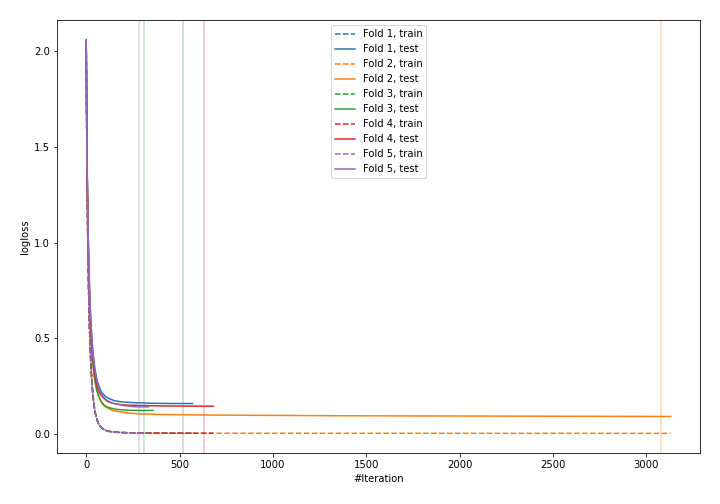 Fold 1, train
Fold 1, test
Fold 2, train
Fold 2, test
Fold 3, train
Fold 3, test
Fold 4, train
Fold 4, test
Fold 5, train
Fold 5, test
2.0
1.5
1.0
0.5
0.0
logloss
0 500 1000 1500 2000 2500 3000
#Iteration